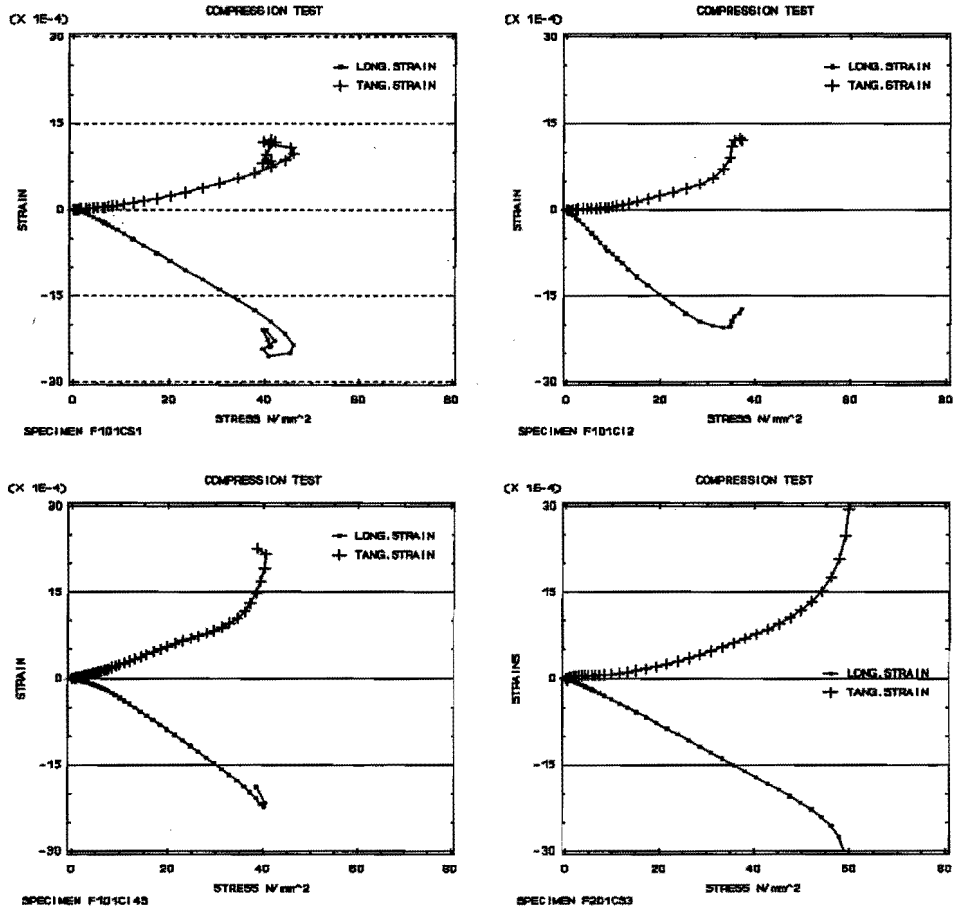 COMPRESSION TEST
(X 1E-4)
30
15
0
-15
-30
STRAIN
LONG.STRAIN
TANG.STRAIN
0 20 40 60 80
STRESS N/mm^2
SPECIMEN F101CS1
COMPRESSION TEST
(X 1E-4)
30
15
0
-15
-30
STRAIN
LONG.STRAIN
TANG.STRAIN
0 20 40 60 80
STRESS N/mm^2
SPECIMEN F101CI2
COMPRESSION TEST
(X 1E-4)
30
15
0
-15
-30
STRAIN
LONG.STRAIN
TANG.STRAIN
0 20 40 60 80
STRESS N/mm^2
SPECIMEN F101CI4S
COMPRESSION TEST
(X 1E-4)
30
15
0
-15
-30
STRAINS
LONG.STRAIN
TANG.STRAIN
0 20 40 60 80
STRESS N/mm^2
SPECIMEN F201CS3